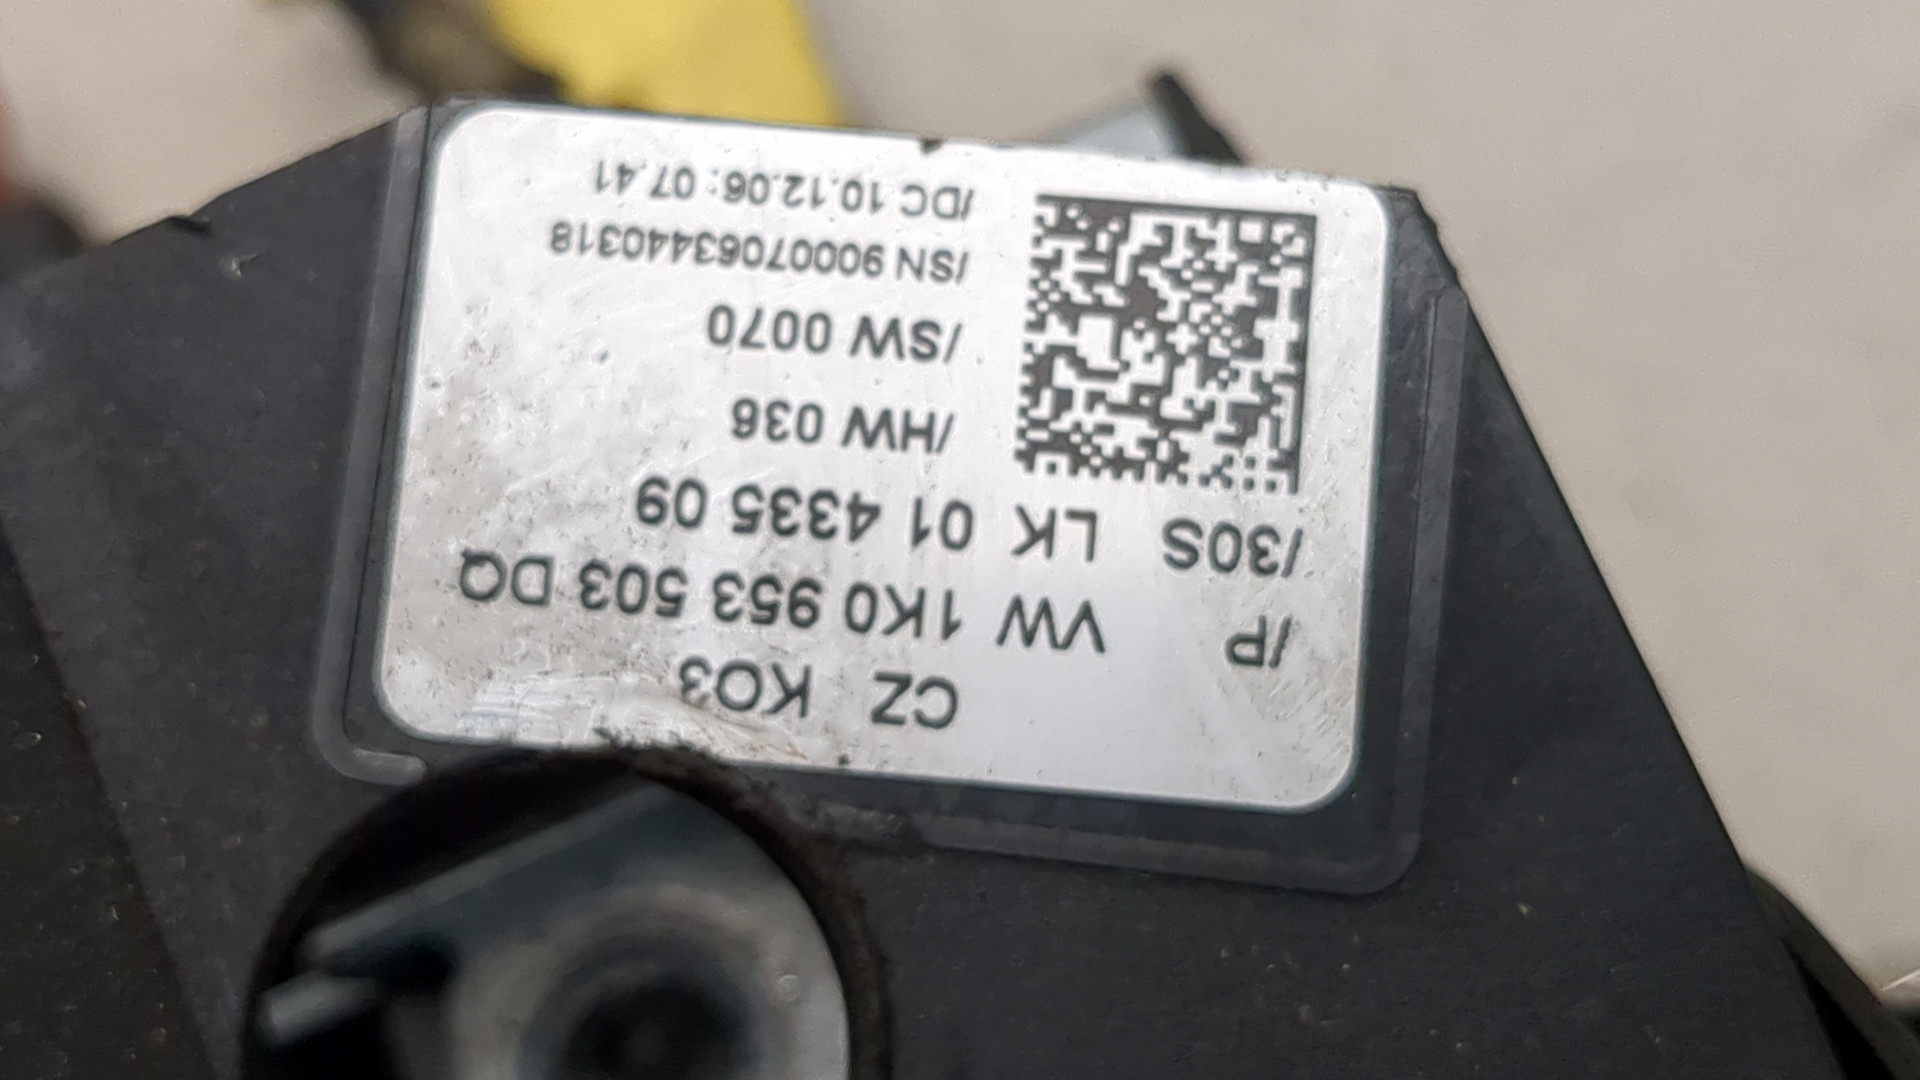 CZ KO3
/P VW 1K0 953 503 DQ
/30S LK 01 4335 09
/HW 036
/SW 0070
/SN 90007063440318
/DC 10.12.06: 07.41